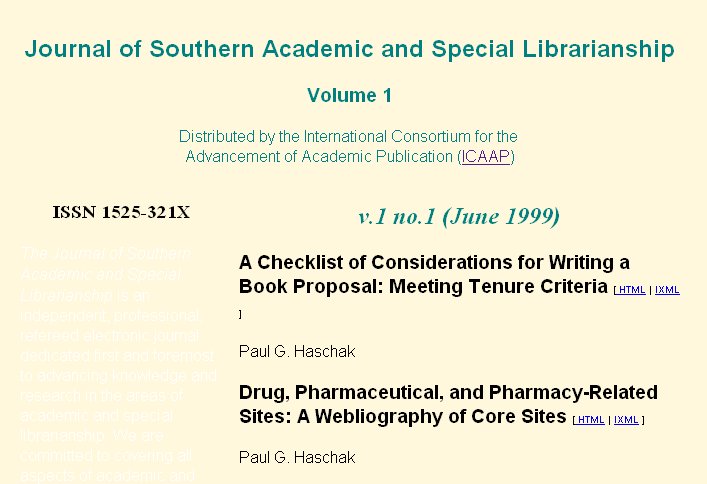 Journal of Southern Academic and Special Librarianship
Volume 1
Distributed by the International Consortium for the
Advancement of Academic Publication (ICAAP)
ISSN 1525-321X
The Journal of Southern
Academic and Special
Librarianship is an
independent, professional,
refereed electronic journal
dedicated first and foremost
to advancing knowledge and
research in the areas of
academic and special
librarianship. We are
committed to covering all
aspects of academic and
v.1 no.1 (June 1999)
A Checklist of Considerations for Writing a
Book Proposal: Meeting Tenure Criteria [ HTML | IXML
]
Paul G. Haschak
Drug, Pharmaceutical, and Pharmacy-Related
Sites: A Webliography of Core Sites [ HTML | IXML ]
Paul G. Haschak